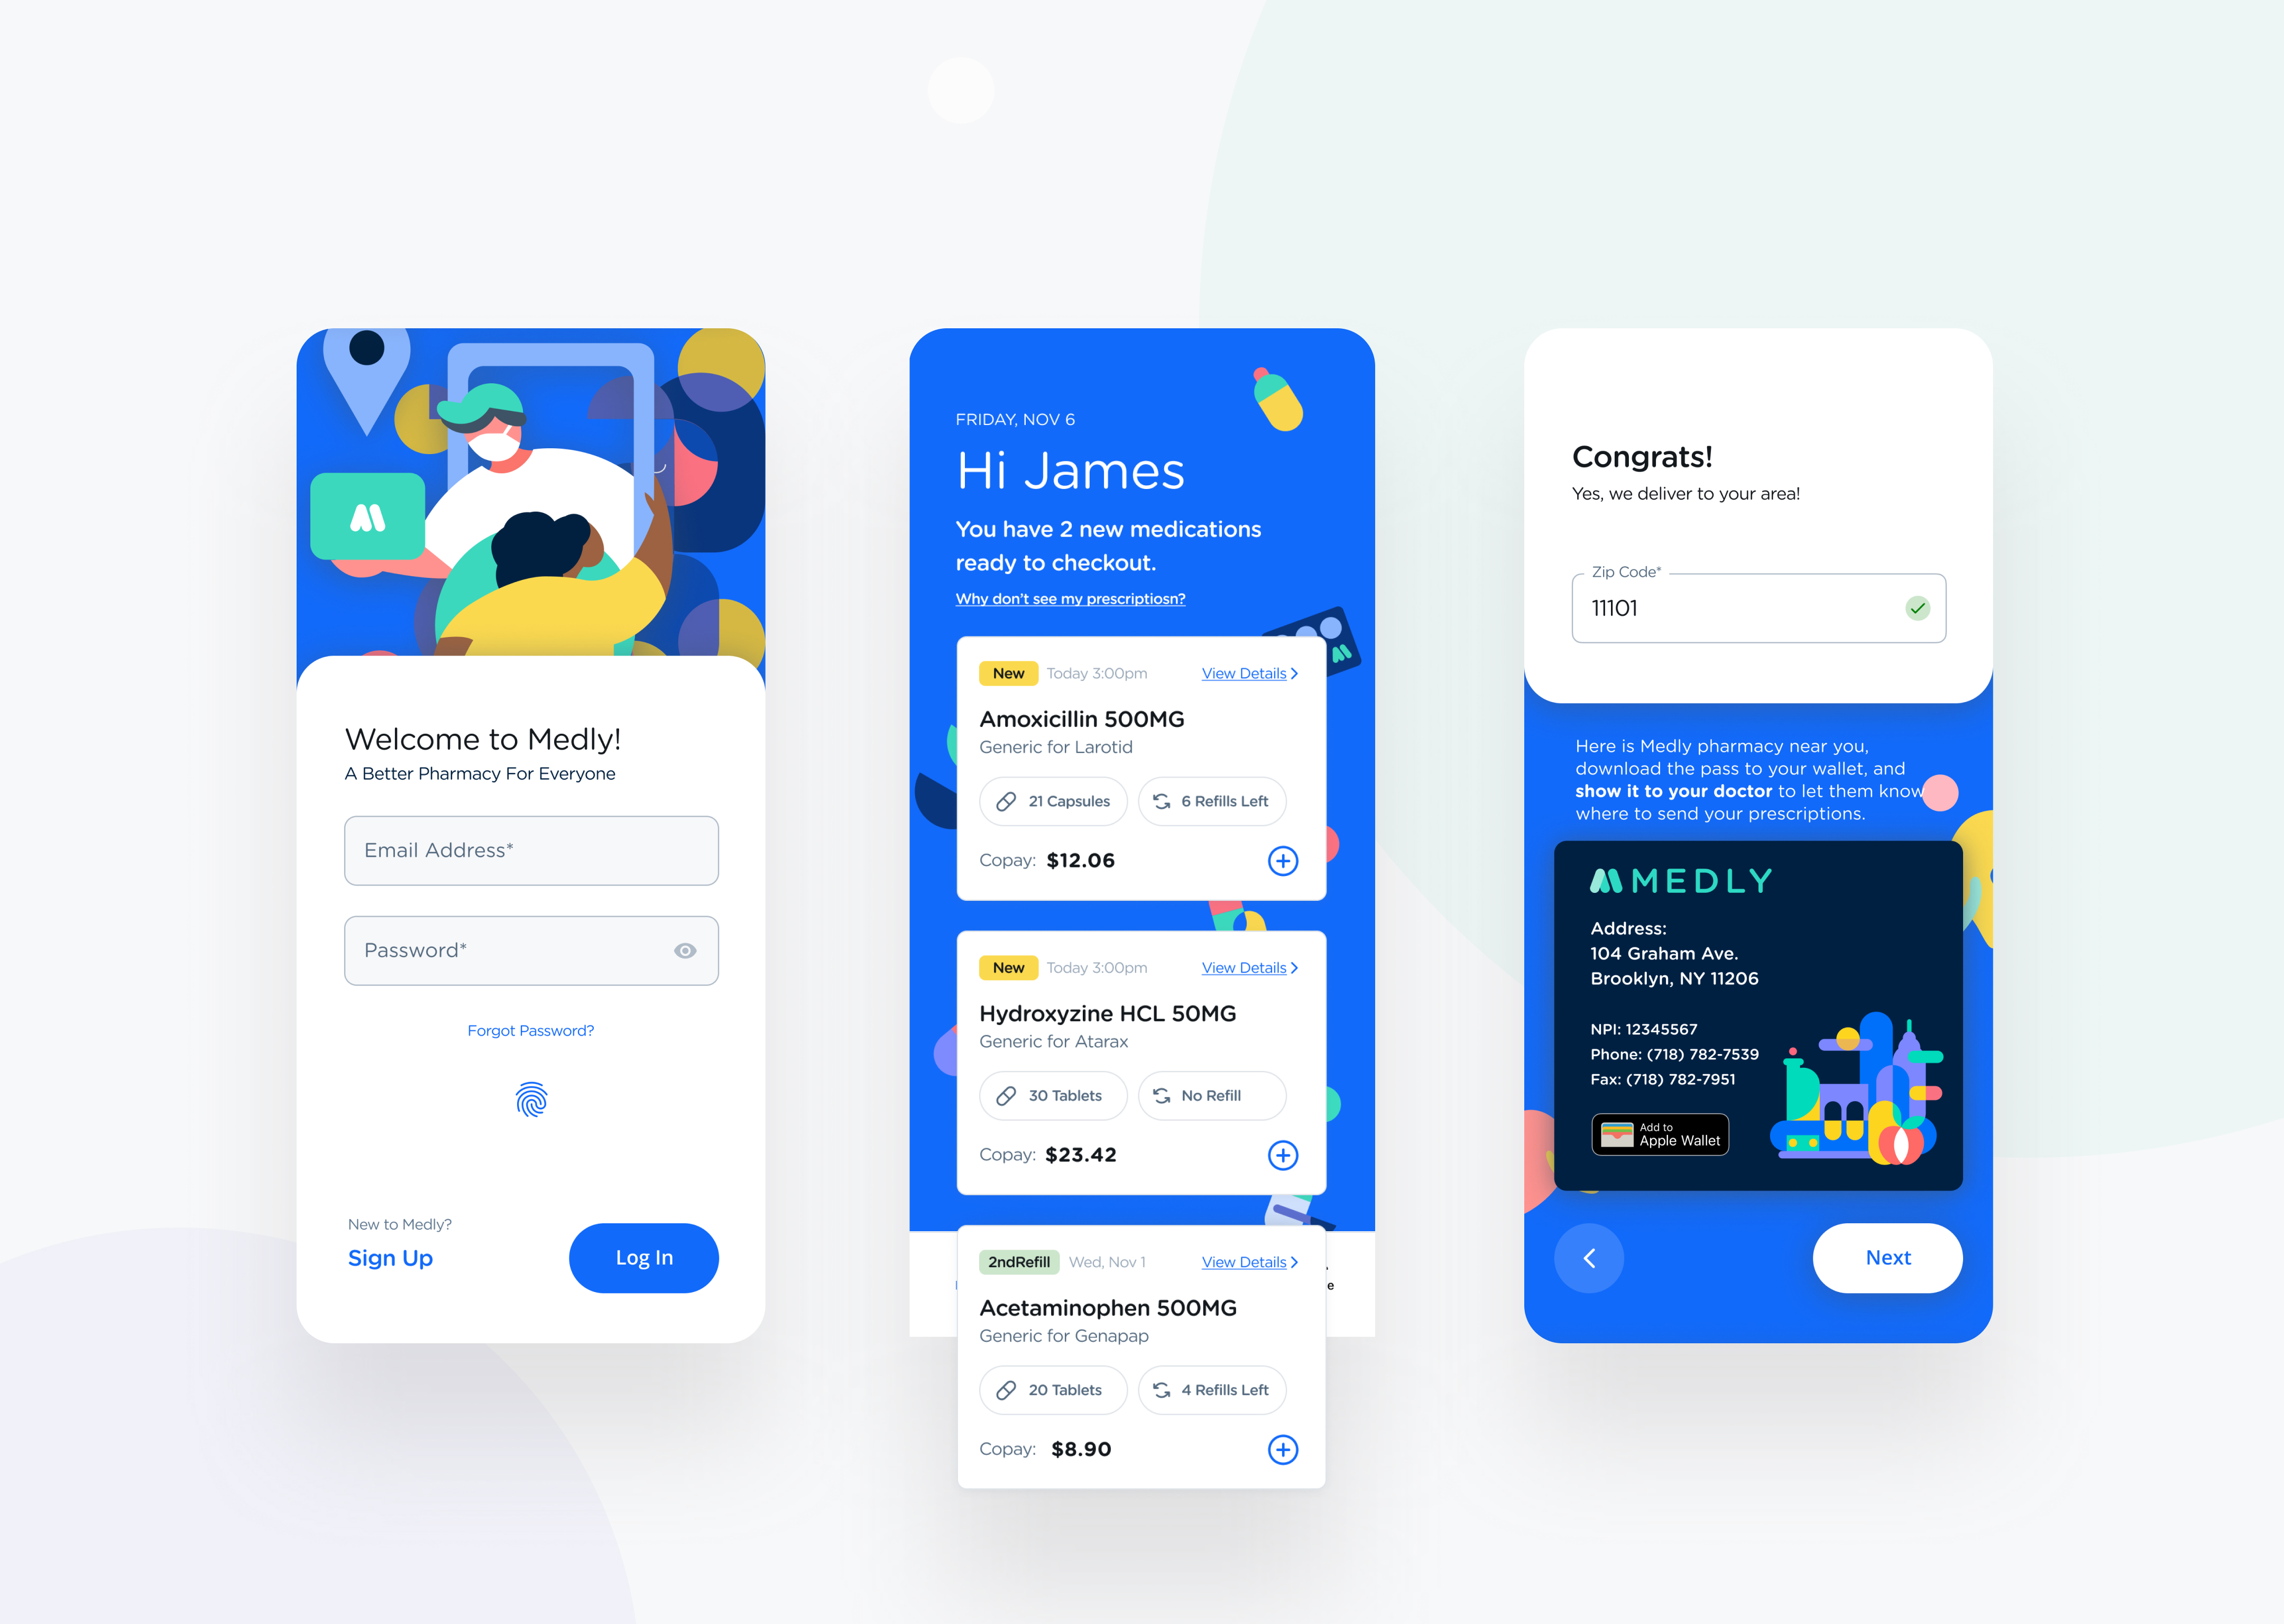 Welcome to Medly!
A Better Pharmacy For Everyone
Email Address*
Password*
Forgot Password?
New to Medly?
Sign Up
Log In
FRIDAY, NOV 6
Hi James
You have 2 new medications
ready to checkout.
Why don't see my prescriptiosn?
New Today 3:00pm View Details
Amoxicillin 500MG
Generic for Larotid
21 Capsules 6 Refills Left
Copay: $12.06
New Today 3:00pm View Details
Hydroxyzine HCL 50MG
Generic for Atarax
30 Tablets No Refill
Copay: $23.42
2ndRefill Wed, Nov 1 View Details
Acetaminophen 500MG
Generic for Genapap
20 Tablets 4 Refills Left
Copay: $8.90
Congrats!
Yes, we deliver to your area!
Zip Code*
11101
Here is Medly pharmacy near you,
download the pass to your wallet, and
show it to your doctor to let them know
where to send your prescriptions.
MEDLY
Address:
104 Graham Ave.
Brooklyn, NY 11206
NPI: 12345567
Phone: (718) 782-7539
Fax: (718) 782-7951
Add to
Apple Wallet
Next